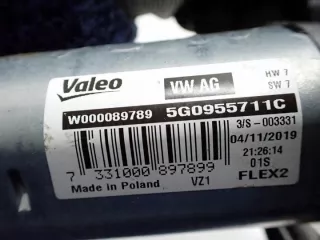 Valeo VW AG HW 7
SW 7
W000089789 5G0955711C
3/S -003331
04/11/2019
21:26:14
01S
7 331000 897899
Made in Poland VZ1 FLEX2